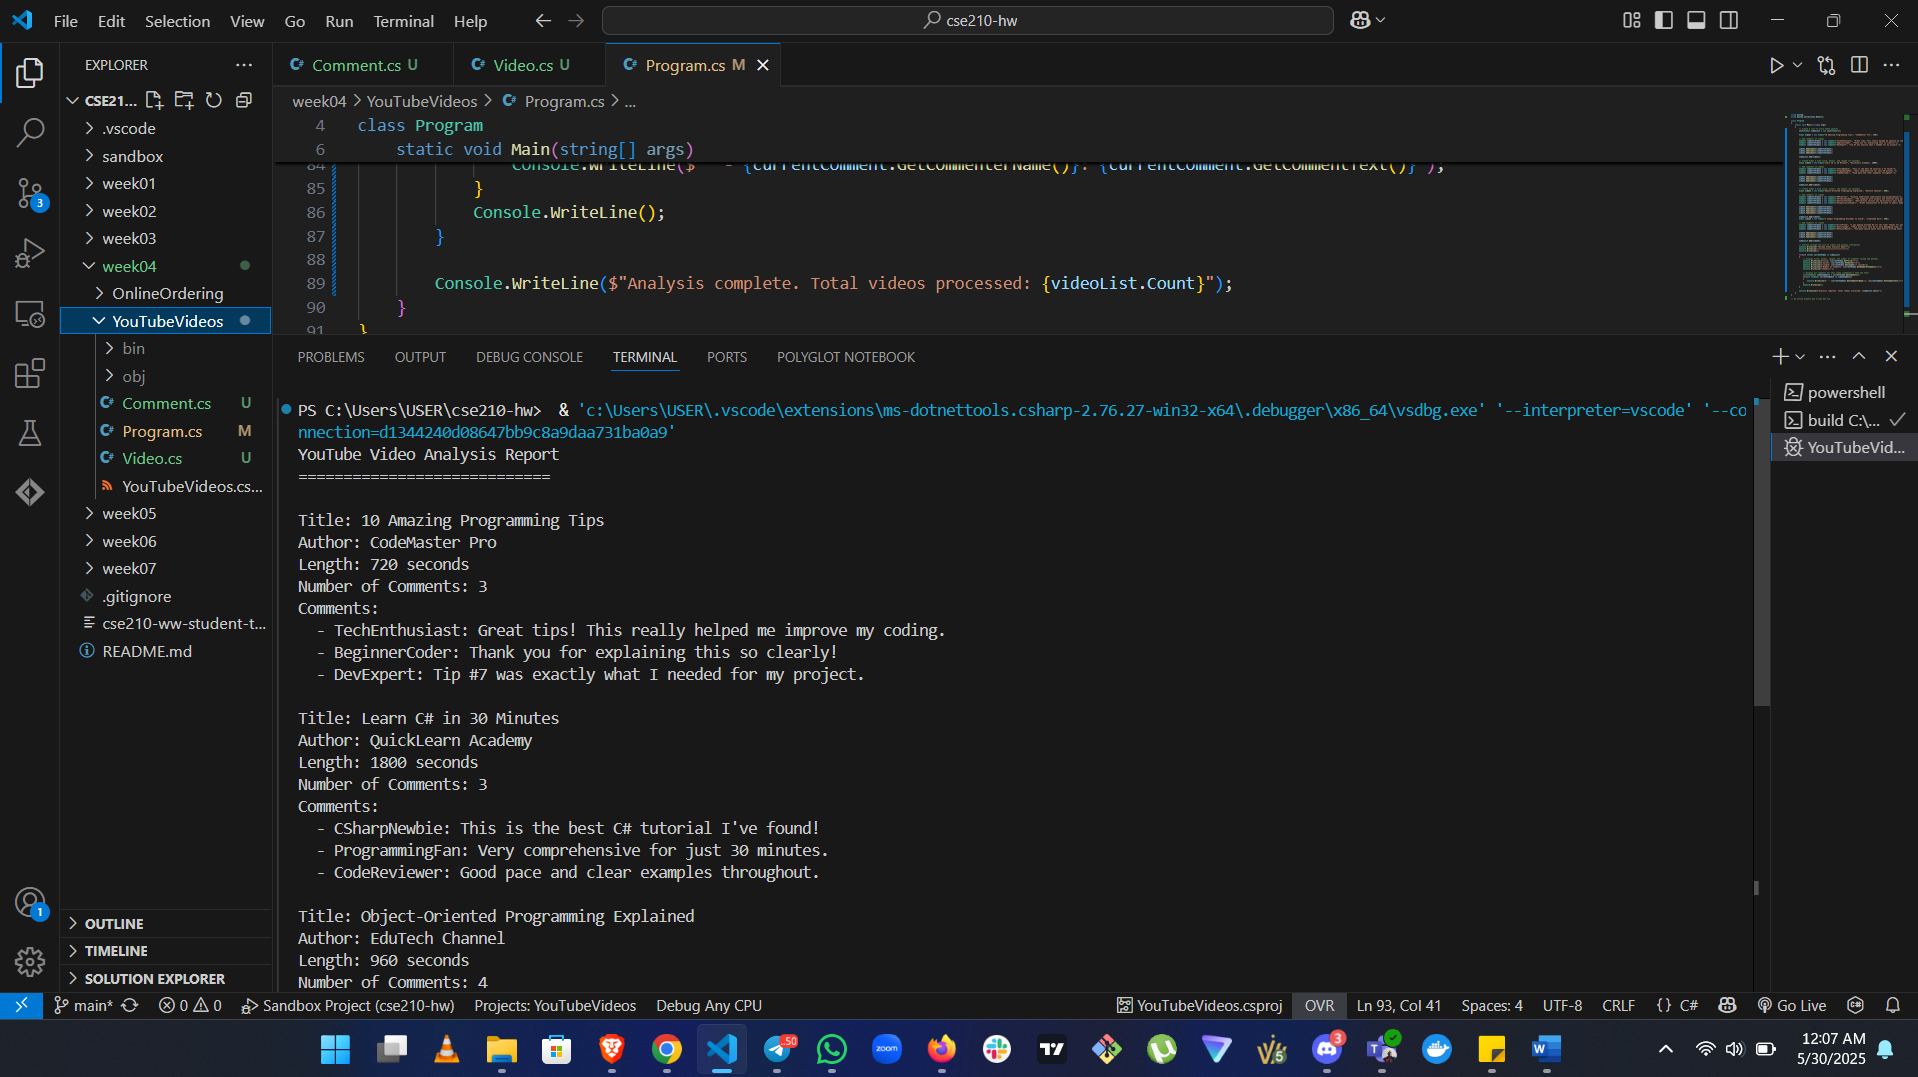 File Edit Selection View Go Run Terminal Help
cse210-hw
EXPLORER
CSE21...
.vscode
sandbox
week01
week02
week03
week04
OnlineOrdering
YouTubeVideos
bin
obj
Comment.cs U
Program.cs M
Video.cs U
YouTubeVideos.cs...
week05
week06
week07
.gitignore
cse210-ww-student-t...
README.md
OUTLINE
TIMELINE
SOLUTION EXPLORER
3
1
Comment.cs U Video.cs U Program.cs M
week04 > YouTubeVideos > Program.cs > ...
4 class Program
6 static void Main(string[] args)
84 Console.WriteLine($" - {currentComment.GetCommenterName()}: {currentComment.GetCommentText()}");
85 }
86 Console.WriteLine();
87 }
88
89 Console.WriteLine($"Analysis complete. Total videos processed: {videoList.Count}");
90 }
91 }
PROBLEMS OUTPUT DEBUG CONSOLE TERMINAL PORTS POLYGLOT NOTEBOOK
powershell
build C:\...
YouTubeVid...
PS C:\Users\USER\cse210-hw>  & 'c:\Users\USER\.vscode\extensions\ms-dotnettools.csharp-2.76.27-win32-x64\.debugger\x86_64\vsdbg.exe' '--interpreter=vscode' '--co
nnection=d1344240d08647bb9c8a9daa731ba0a9'
YouTube Video Analysis Report
============================
Title: 10 Amazing Programming Tips
Author: CodeMaster Pro
Length: 720 seconds
Number of Comments: 3
Comments:
- TechEnthusiast: Great tips! This really helped me improve my coding.
- BeginnerCoder: Thank you for explaining this so clearly!
- DevExpert: Tip #7 was exactly what I needed for my project.
Title: Learn C# in 30 Minutes
Author: QuickLearn Academy
Length: 1800 seconds
Number of Comments: 3
Comments:
- CSharpNewbie: This is the best C# tutorial I've found!
- ProgrammingFan: Very comprehensive for just 30 minutes.
- CodeReviewer: Good pace and clear examples throughout.
Title: Object-Oriented Programming Explained
Author: EduTech Channel
Length: 960 seconds
Number of Comments: 4
main* 0 0 Sandbox Project (cse210-hw) Projects: YouTubeVideos Debug Any CPU YouTubeVideos.csproj OVR Ln 93, Col 41 Spaces: 4 UTF-8 CRLF {} C# Go Live
50 zoom 3 12:07 AM
5/30/2025